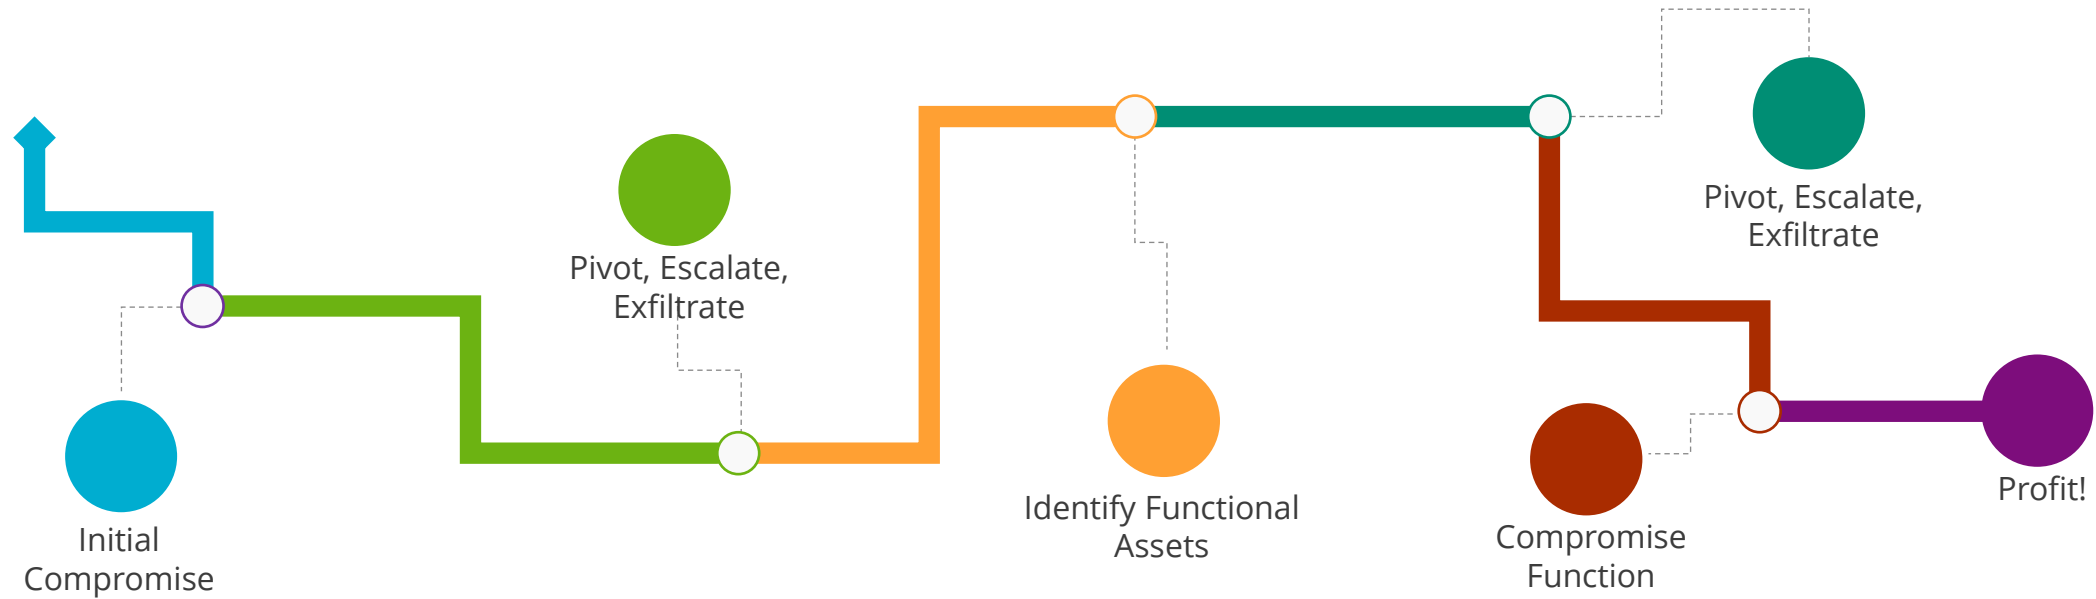 Initial
Compromise
Pivot, Escalate,
Exfiltrate
Identify Functional
Assets
Pivot, Escalate,
Exfiltrate
Compromise
Function
Profit!